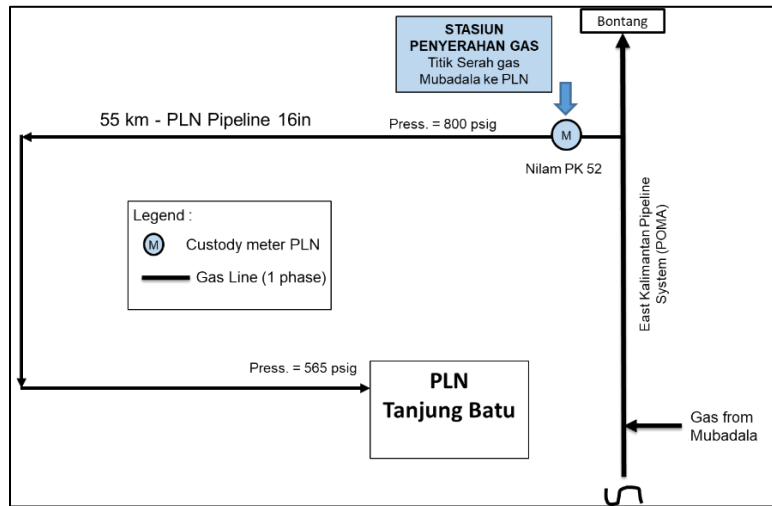 Bontang
STASIUN
PENYERAHAN GAS
Titik Serah gas
Mubadala ke PLN
55 km - PLN Pipeline 16in
Press. = 800 psig
M
Nilam PK 52
Legend :
M
Custody meter PLN
Gas Line (1 phase)
East Kalimantan Pipeline
System (POMA)
Press. = 565 psig
PLN
Tanjung Batu
Gas from
Mubadala